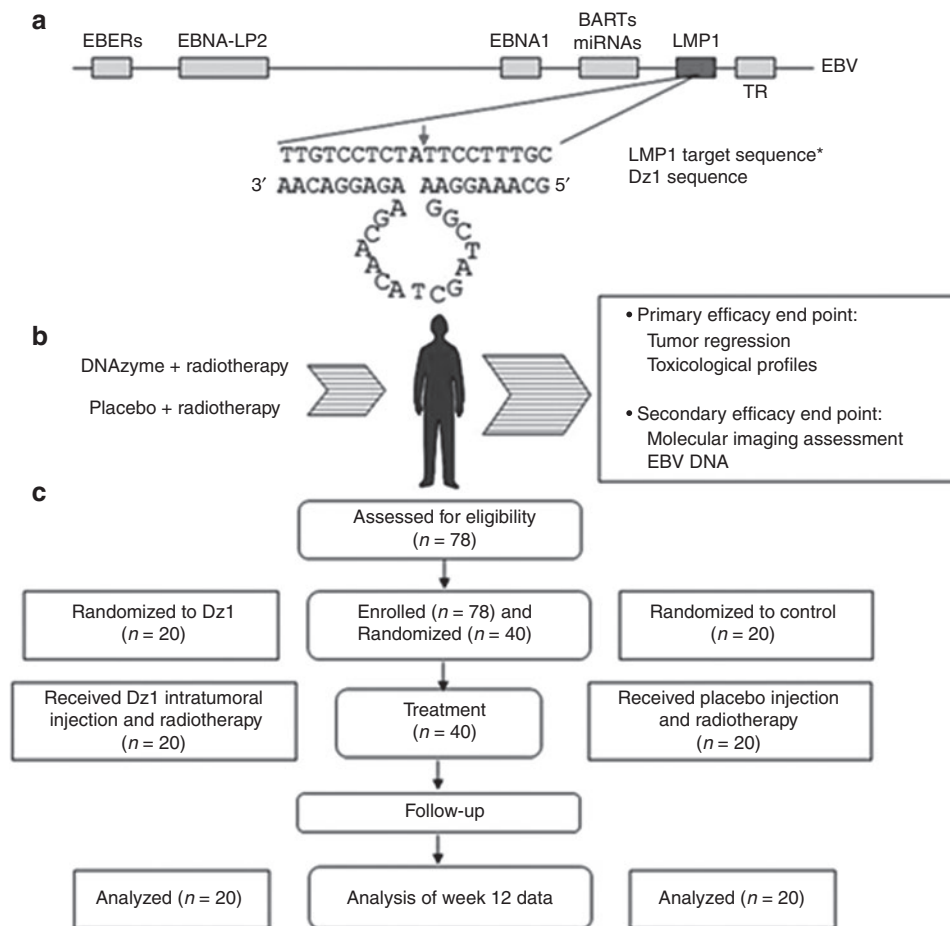 a
EBERs
EBNA-LP2
EBNA1
BARTs
miRNAs
LMP1
EBV
TR
TTGTCCTCTATTCCTTTGC
LMP1 target sequence*
3′ AACAGGAGA AAGGAAACG 5′
Dz1 sequence
AGCAACATCGATCGG
b
DNAzyme + radiotherapy
Placebo + radiotherapy
• Primary efficacy end point:
Tumor regression
Toxicological profiles
• Secondary efficacy end point:
Molecular imaging assessment
EBV DNA
c
Assessed for eligibility
(n = 78)
Randomized to Dz1
(n = 20)
Enrolled (n = 78) and
Randomized (n = 40)
Randomized to control
(n = 20)
Received Dz1 intratumoral
injection and radiotherapy
(n = 20)
Treatment
(n = 40)
Received placebo injection
and radiotherapy
(n = 20)
Follow-up
Analyzed (n = 20)
Analysis of week 12 data
Analyzed (n = 20)